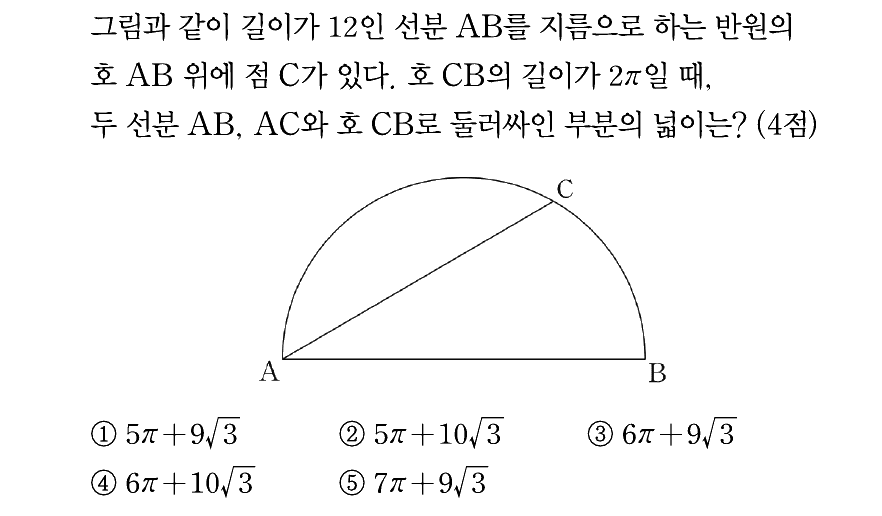 그림과 같이 길이가 12인 선분 AB를 지름으로 하는 반원의
호 AB 위에 점 C가 있다. 호 CB의 길이가 2π일 때,
두 선분 AB, AC와 호 CB로 둘러싸인 부분의 넓이는? (4점)
C
A
B
① 5π+9√3 ② 5π+10√3 ③ 6π+9√3
④ 6π+10√3 ⑤ 7π+9√3